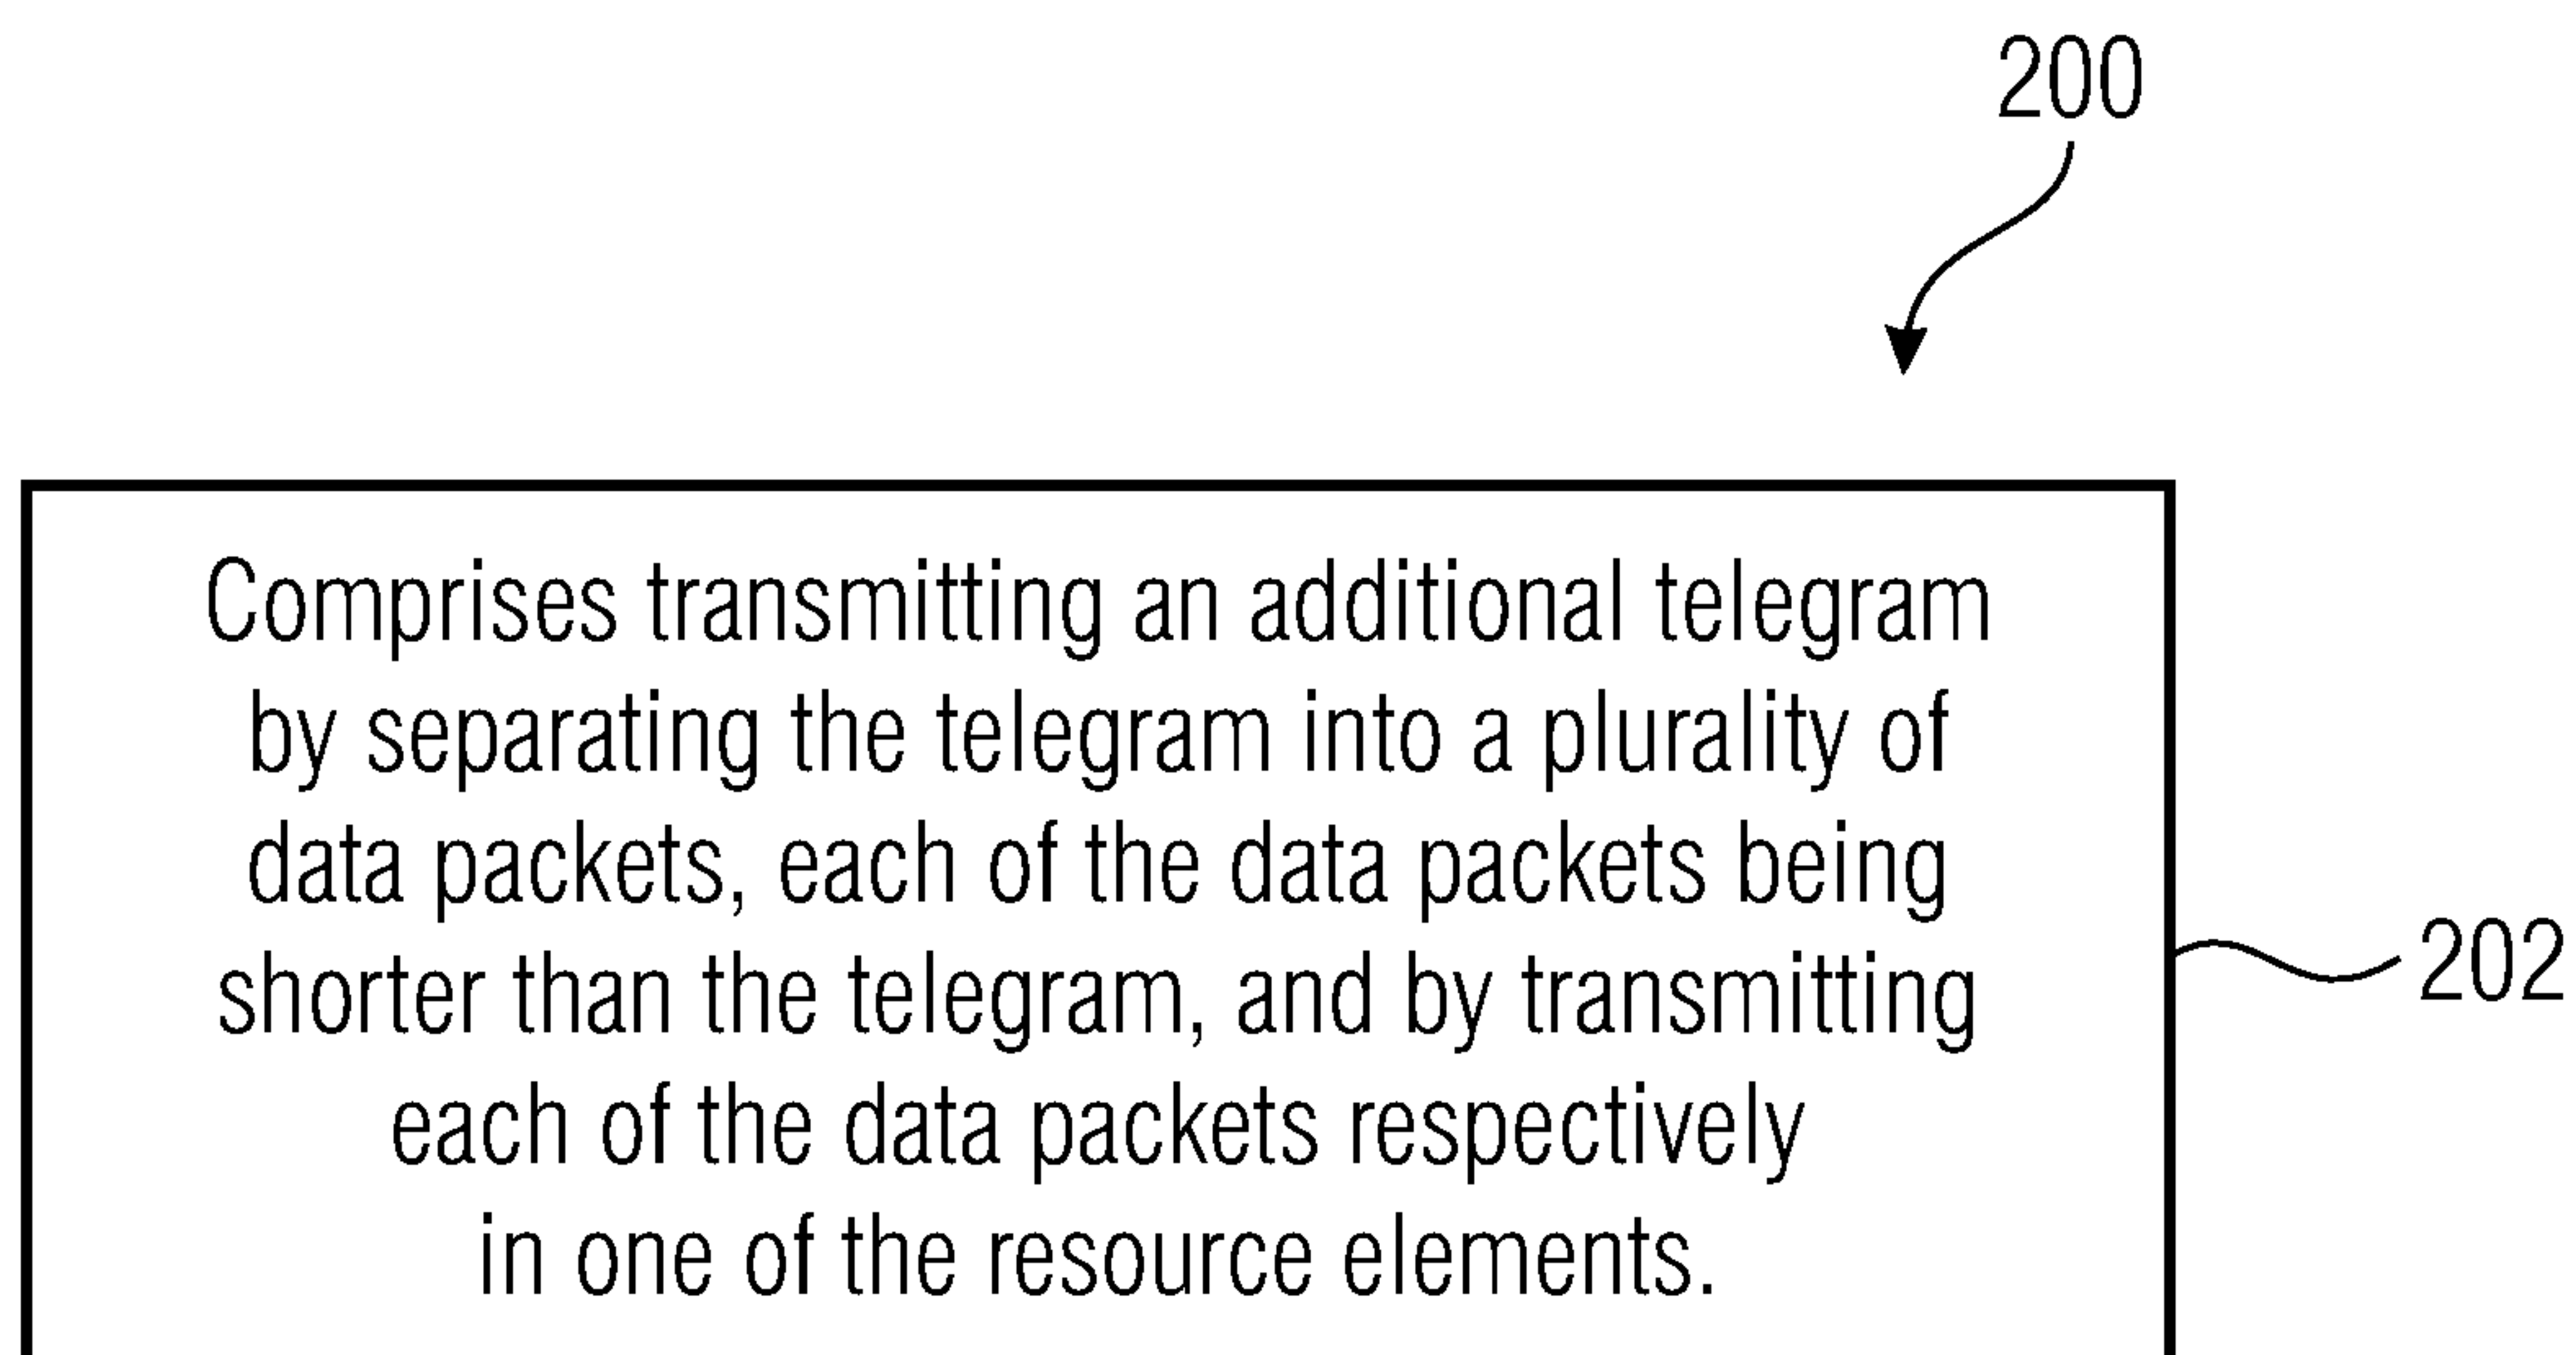 200
Comprises transmitting an additional telegram
by separating the telegram into a plurality of
data packets, each of the data packets being
shorter than the telegram, and by transmitting
each of the data packets respectively
in one of the resource elements.
202